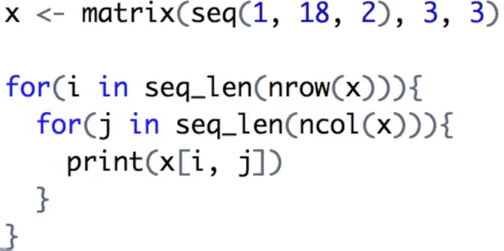 x <- matrix(seq(1, 18, 2), 3, 3)
for(i in seq_len(nrow(x))){
for(j in seq_len(ncol(x))){
print(x[i, j])
}
}